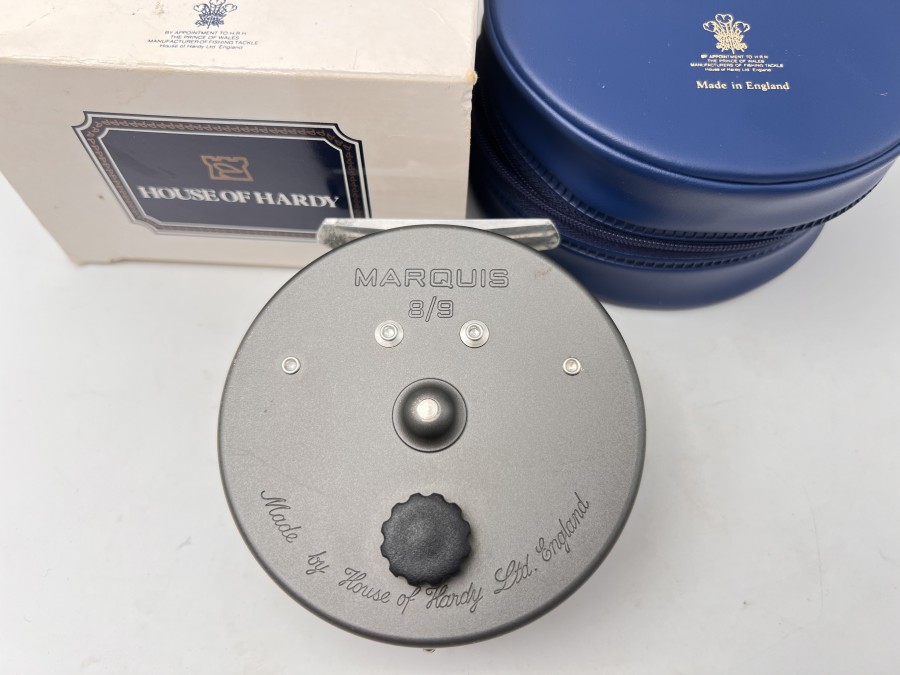 BY APPOINTMENT TO H.R.H
THE PRINCE OF WALES
MANUFACTURER OF FISHING TACKLE
House of Hardy Ltd England
HOUSE OF HARDY
BY APPOINTMENT TO H.R.H
THE PRINCE OF WALES
MANUFACTURERS OF FISHING TACKLE
House of Hardy Ltd England
Made in England
MARQUIS
8/9
Made by House of Hardy Ltd. England